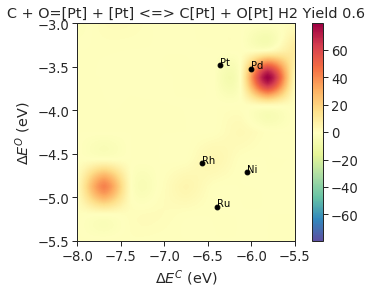 C + O=[Pt] + [Pt] <=> C[Pt] + O[Pt] H2 Yield 0.6
−3.0
−3.5
−4.0
−4.5
−5.0
−5.5
ΔE^O (eV)
Pt
Pd
Rh
Ni
Ru
−8.0 −7.5 −7.0 −6.5 −6.0 −5.5
ΔE^C (eV)
60
40
20
0
−20
−40
−60